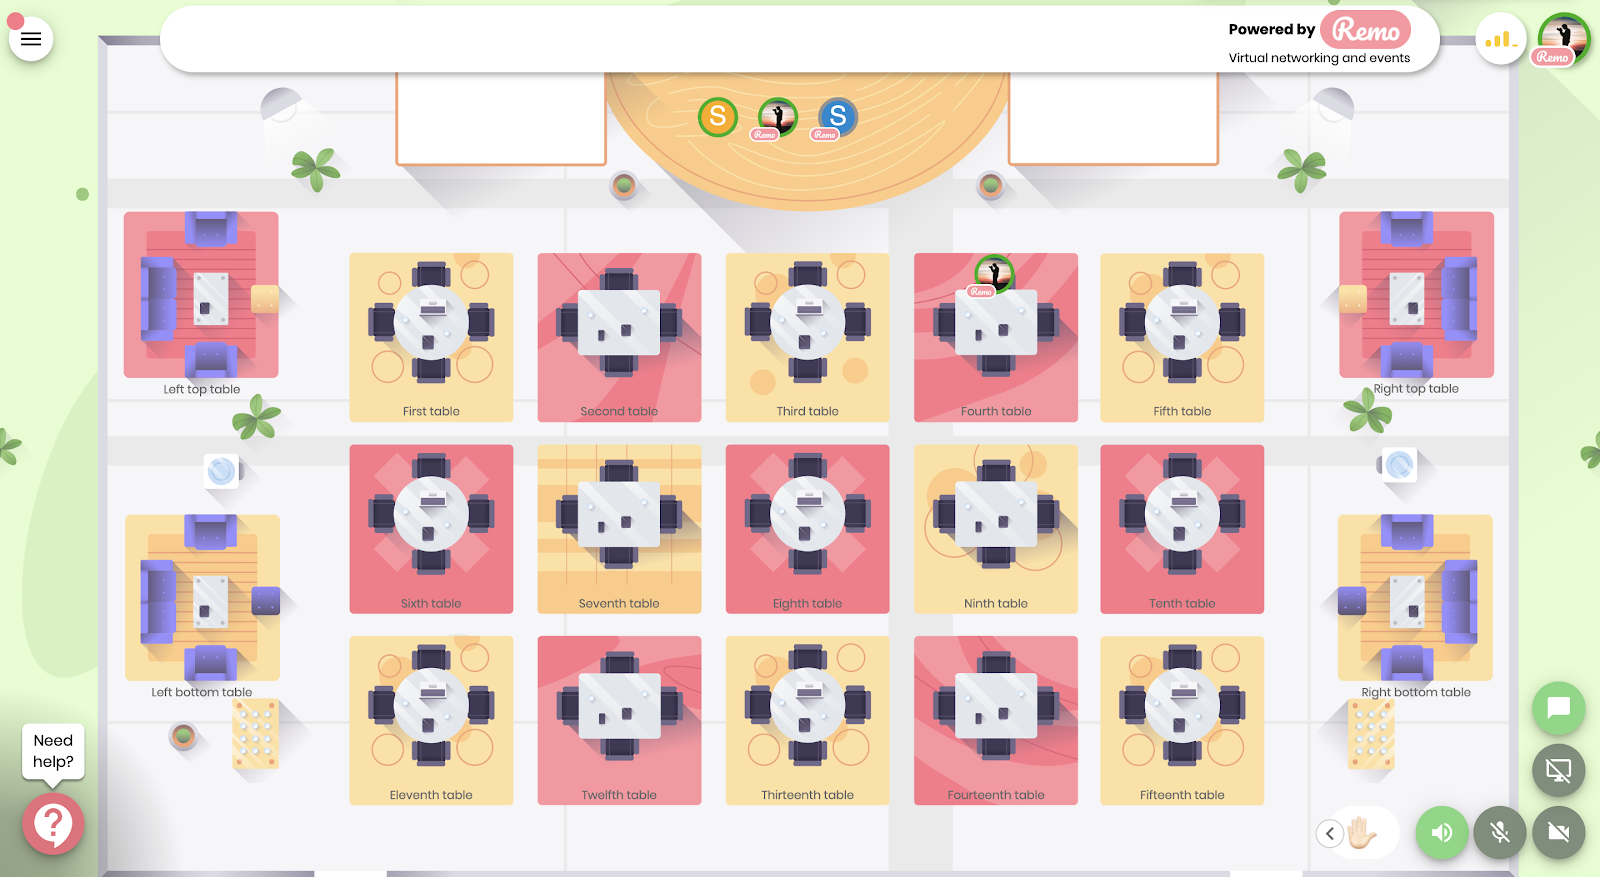 Powered by Remo
Virtual networking and events
Remo
S
Remo
S
Remo
Remo
Left top table
Right top table
First table
Second table
Third table
Fourth table
Fifth table
Sixth table
Seventh table
Eighth table
Ninth table
Tenth table
Left bottom table
Right bottom table
Need
help?
Eleventh table
Twelfth table
Thirteenth table
Fourteenth table
Fifteenth table
?